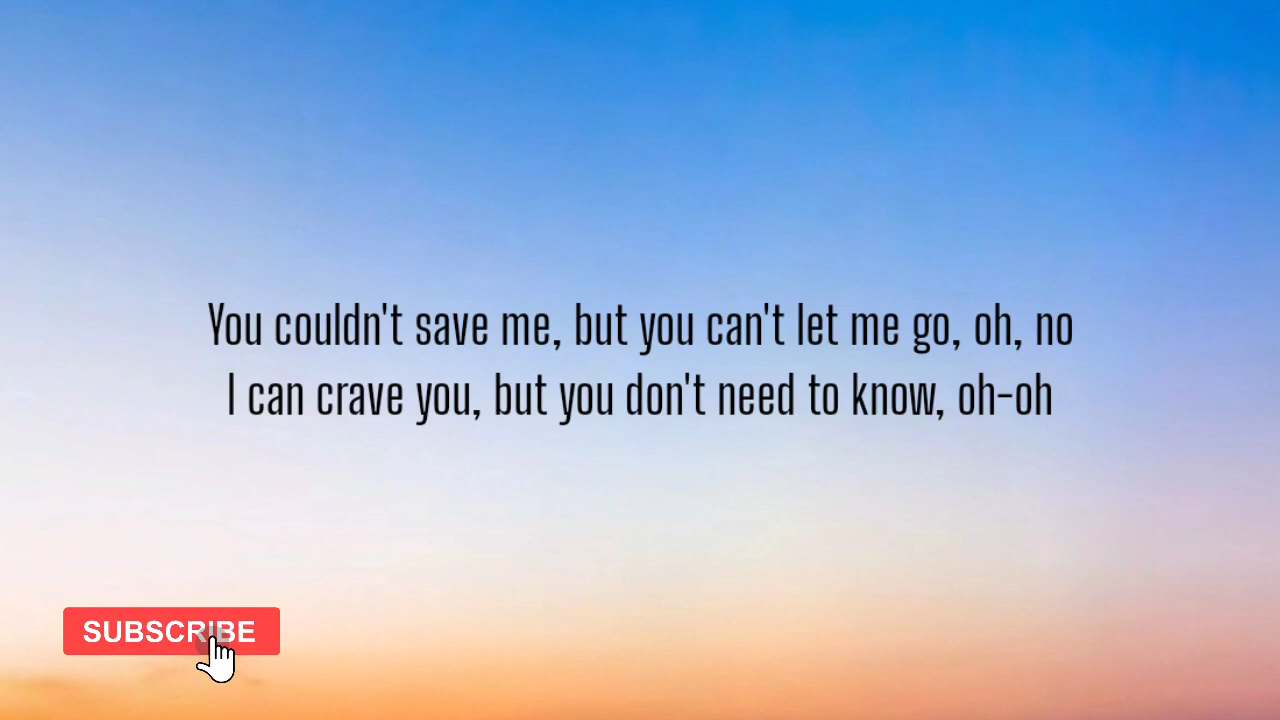 You couldn't save me, but you can't let me go, oh, no
I can crave you, but you don't need to know, oh-oh
SUBSCRIBE